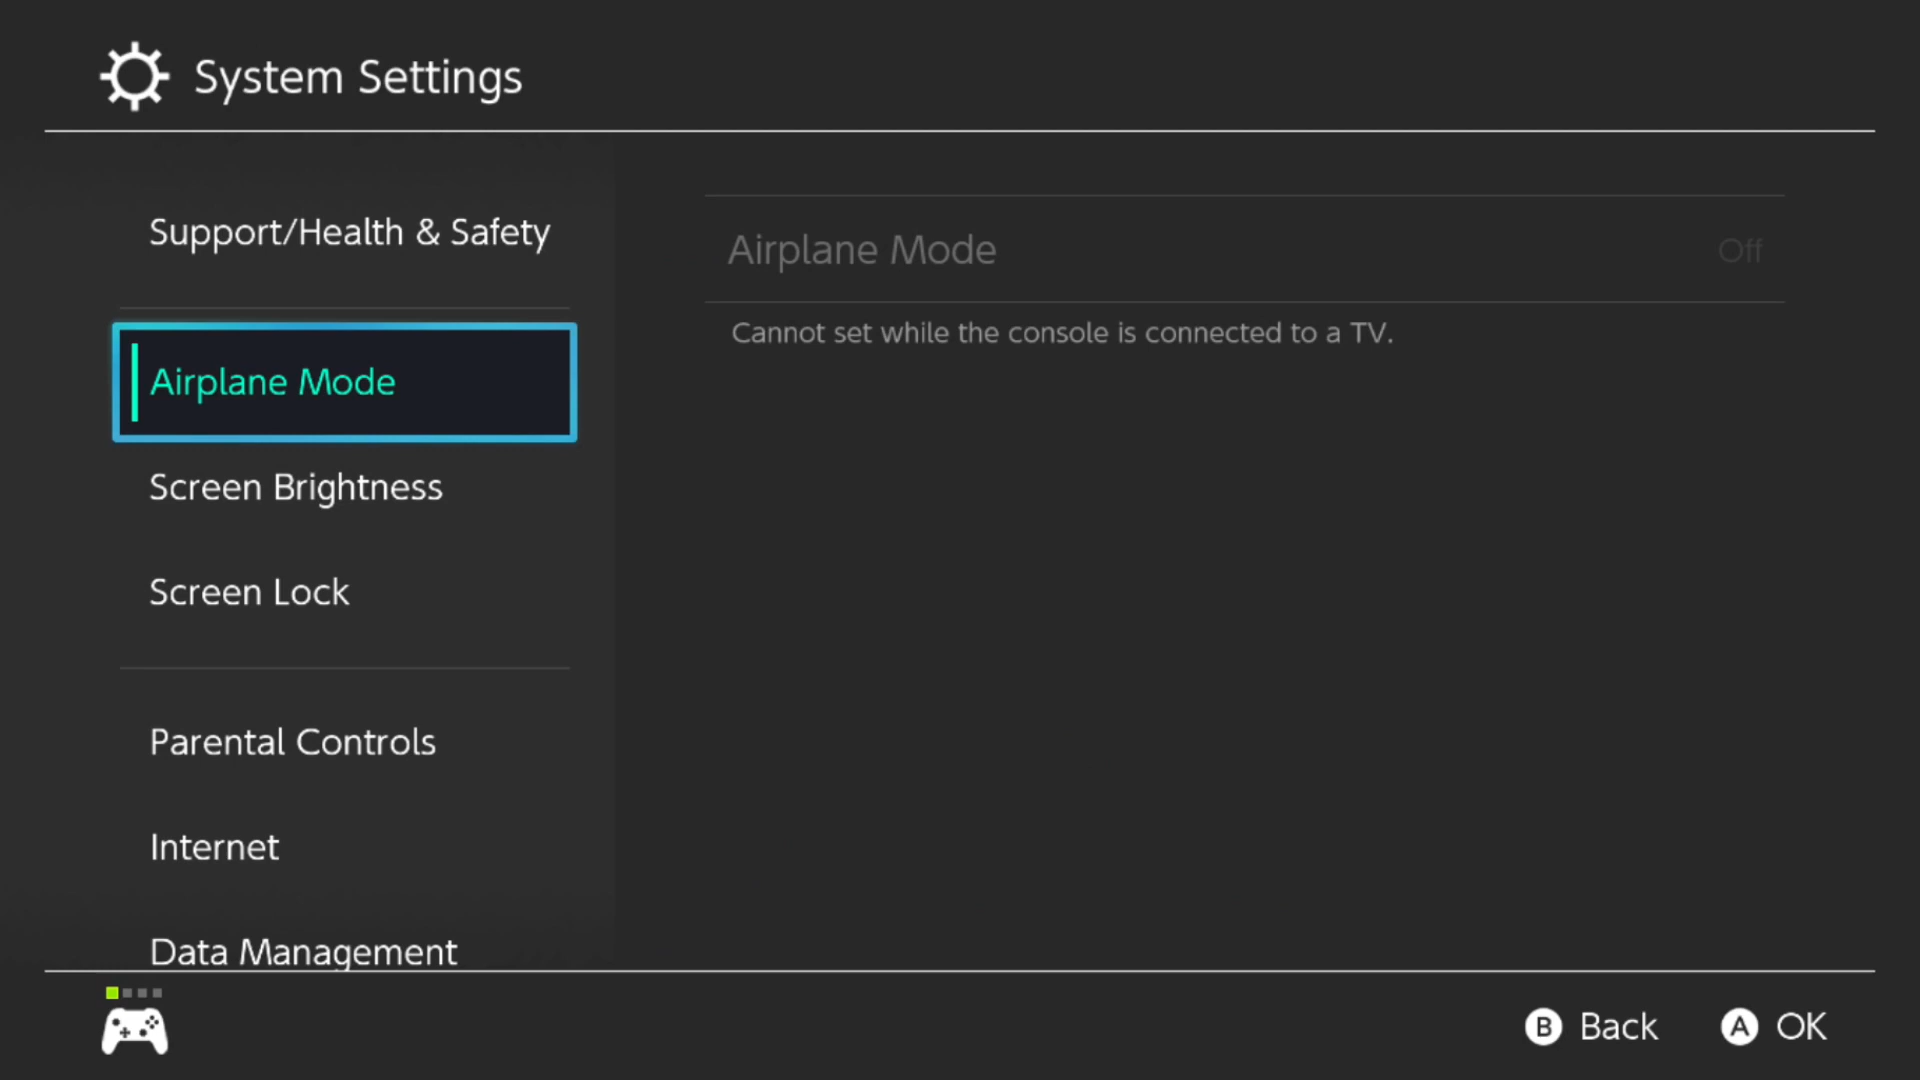 System Settings
Support/Health & Safety
Airplane Mode
Screen Brightness
Screen Lock
Parental Controls
Internet
Data Management
Airplane Mode Off
Cannot set while the console is connected to a TV.
B Back A OK